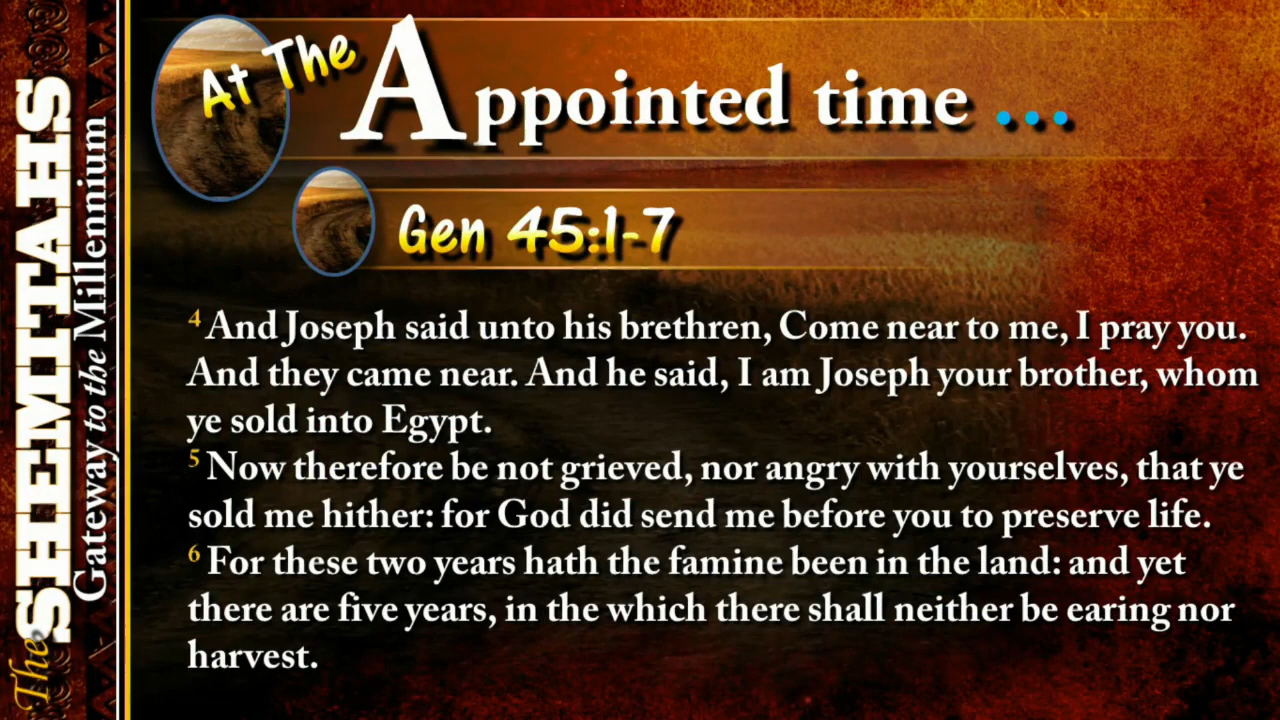 At The Appointed time ...
Gen 45:1-7
4 And Joseph said unto his brethren, Come near to me, I pray you.
And they came near. And he said, I am Joseph your brother, whom
ye sold into Egypt.
5 Now therefore be not grieved, nor angry with yourselves, that ye
sold me hither: for God did send me before you to preserve life.
6 For these two years hath the famine been in the land: and yet
there are five years, in the which there shall neither be earing nor
harvest.
The SHEMITAHS
Gateway to the Millennium